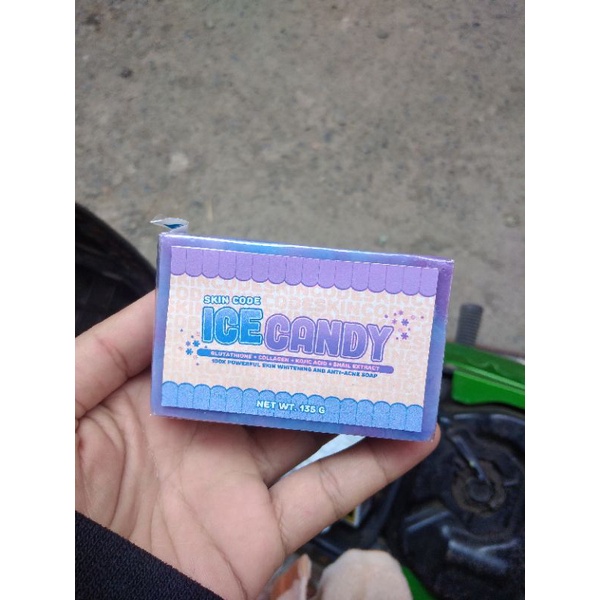 SKIN CODE
ICE CANDY
GLUTATHIONE + COLLAGEN + KOJIC ACID + SNAIL EXTRACT
100X POWERFUL SKIN WHITENING AND ANTI-ACNE SOAP
NET WT. 135 G